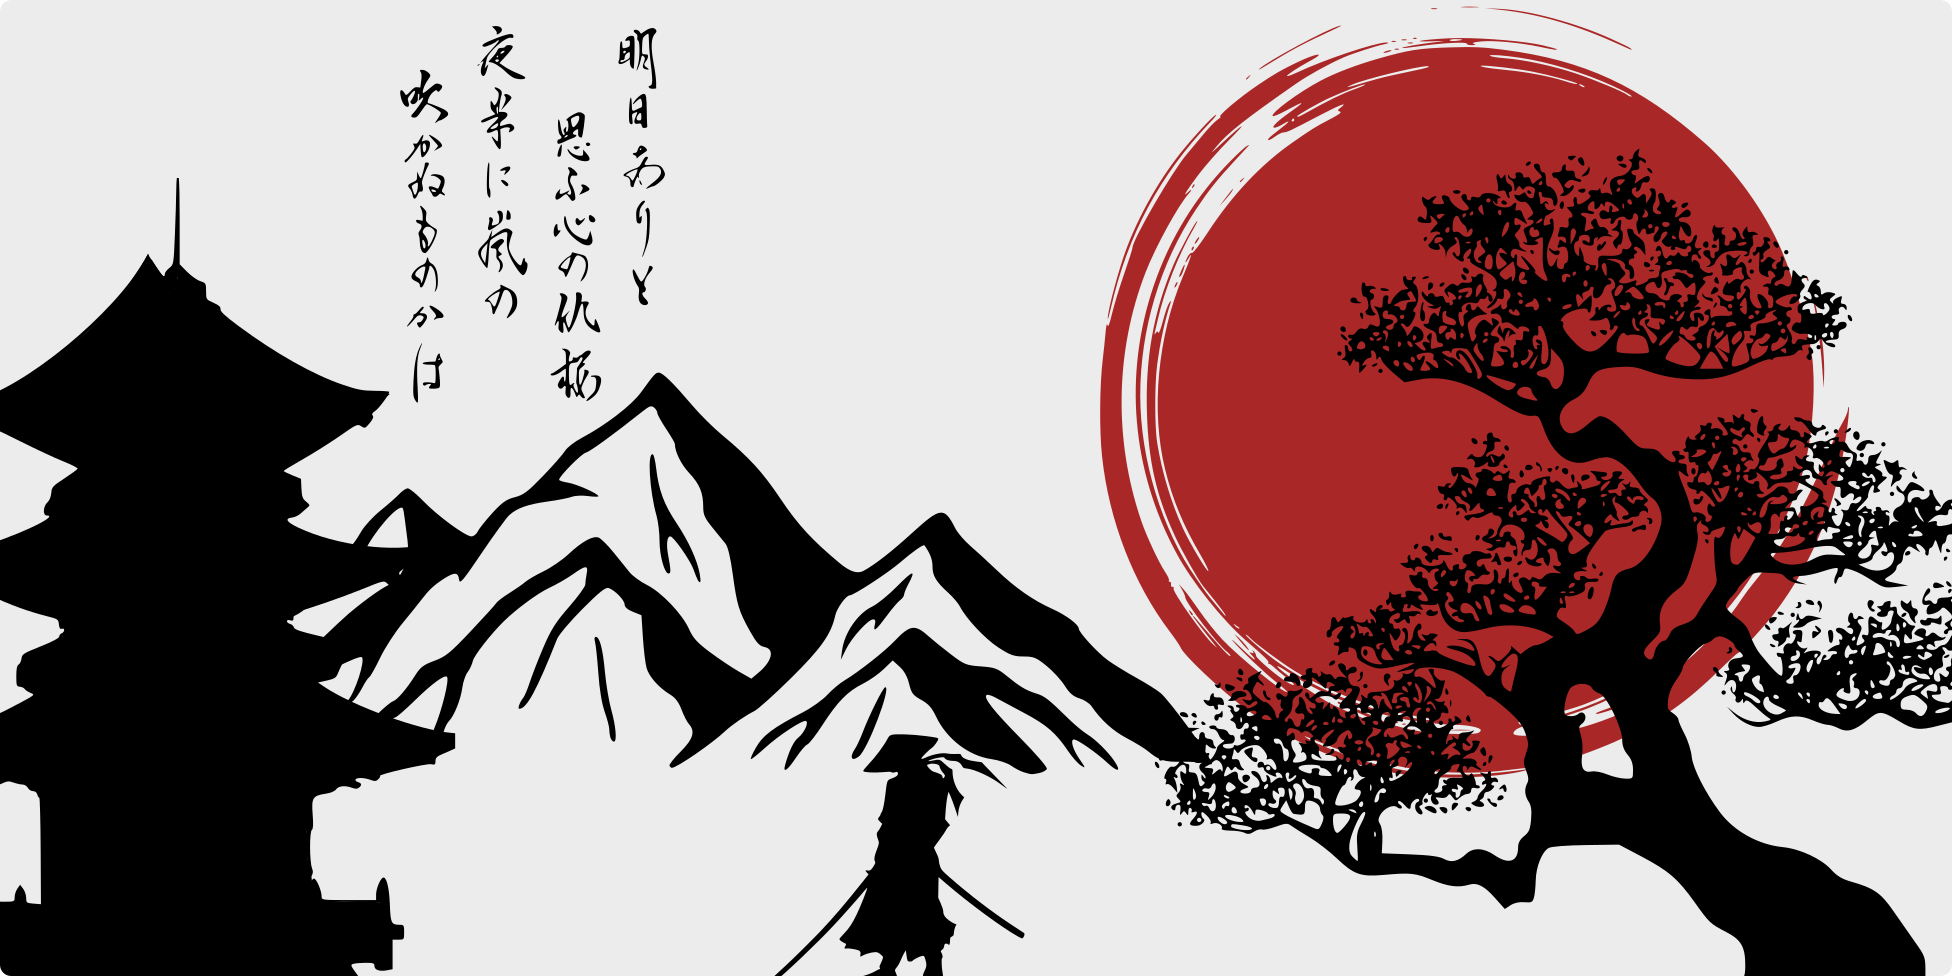 明日ありと
思ふ心の仇桜
夜半に嵐の
吹かぬものかは